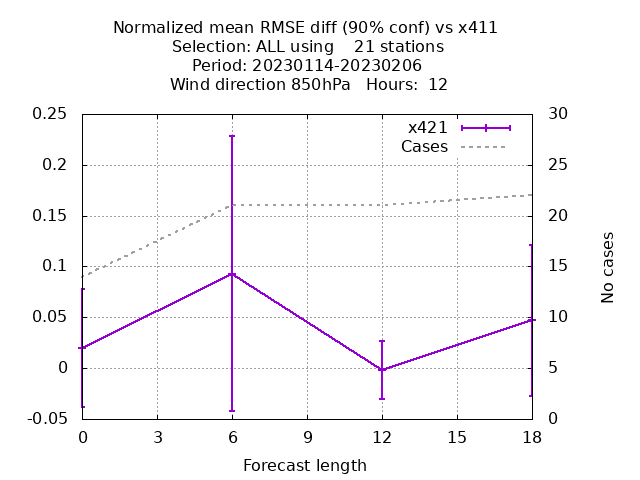 Normalized mean RMSE diff (90% conf) vs x411
Selection: ALL using    21 stations
Period: 20230114-20230206
Wind direction 850hPa   Hours:  12
x421
Cases
0.25
0.2
0.15
0.1
0.05
0
-0.05
30
25
20
15
10
5
0
No cases
0 3 6 9 12 15 18
Forecast length